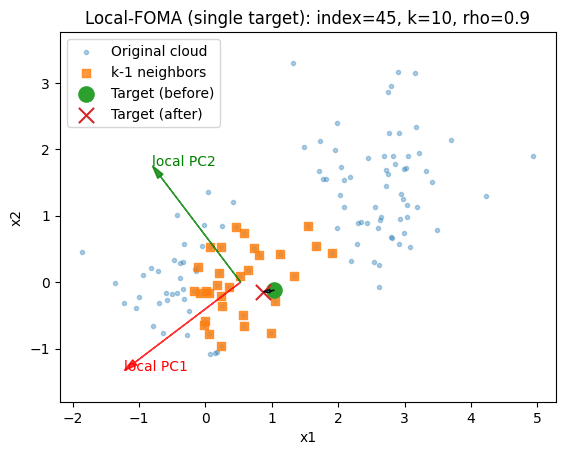 Local-FOMA (single target): index=45, k=10, rho=0.9
Original cloud
k-1 neighbors
Target (before)
Target (after)
local PC2
local PC1
x2
3
2
1
0
−1
−2 −1 0 1 2 3 4 5
x1